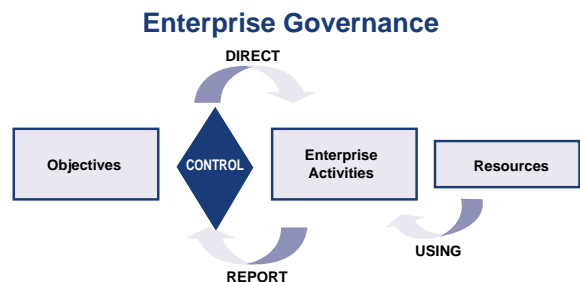 Enterprise Governance
DIRECT
Objectives
CONTROL
Enterprise
Activities
Resources
USING
REPORT